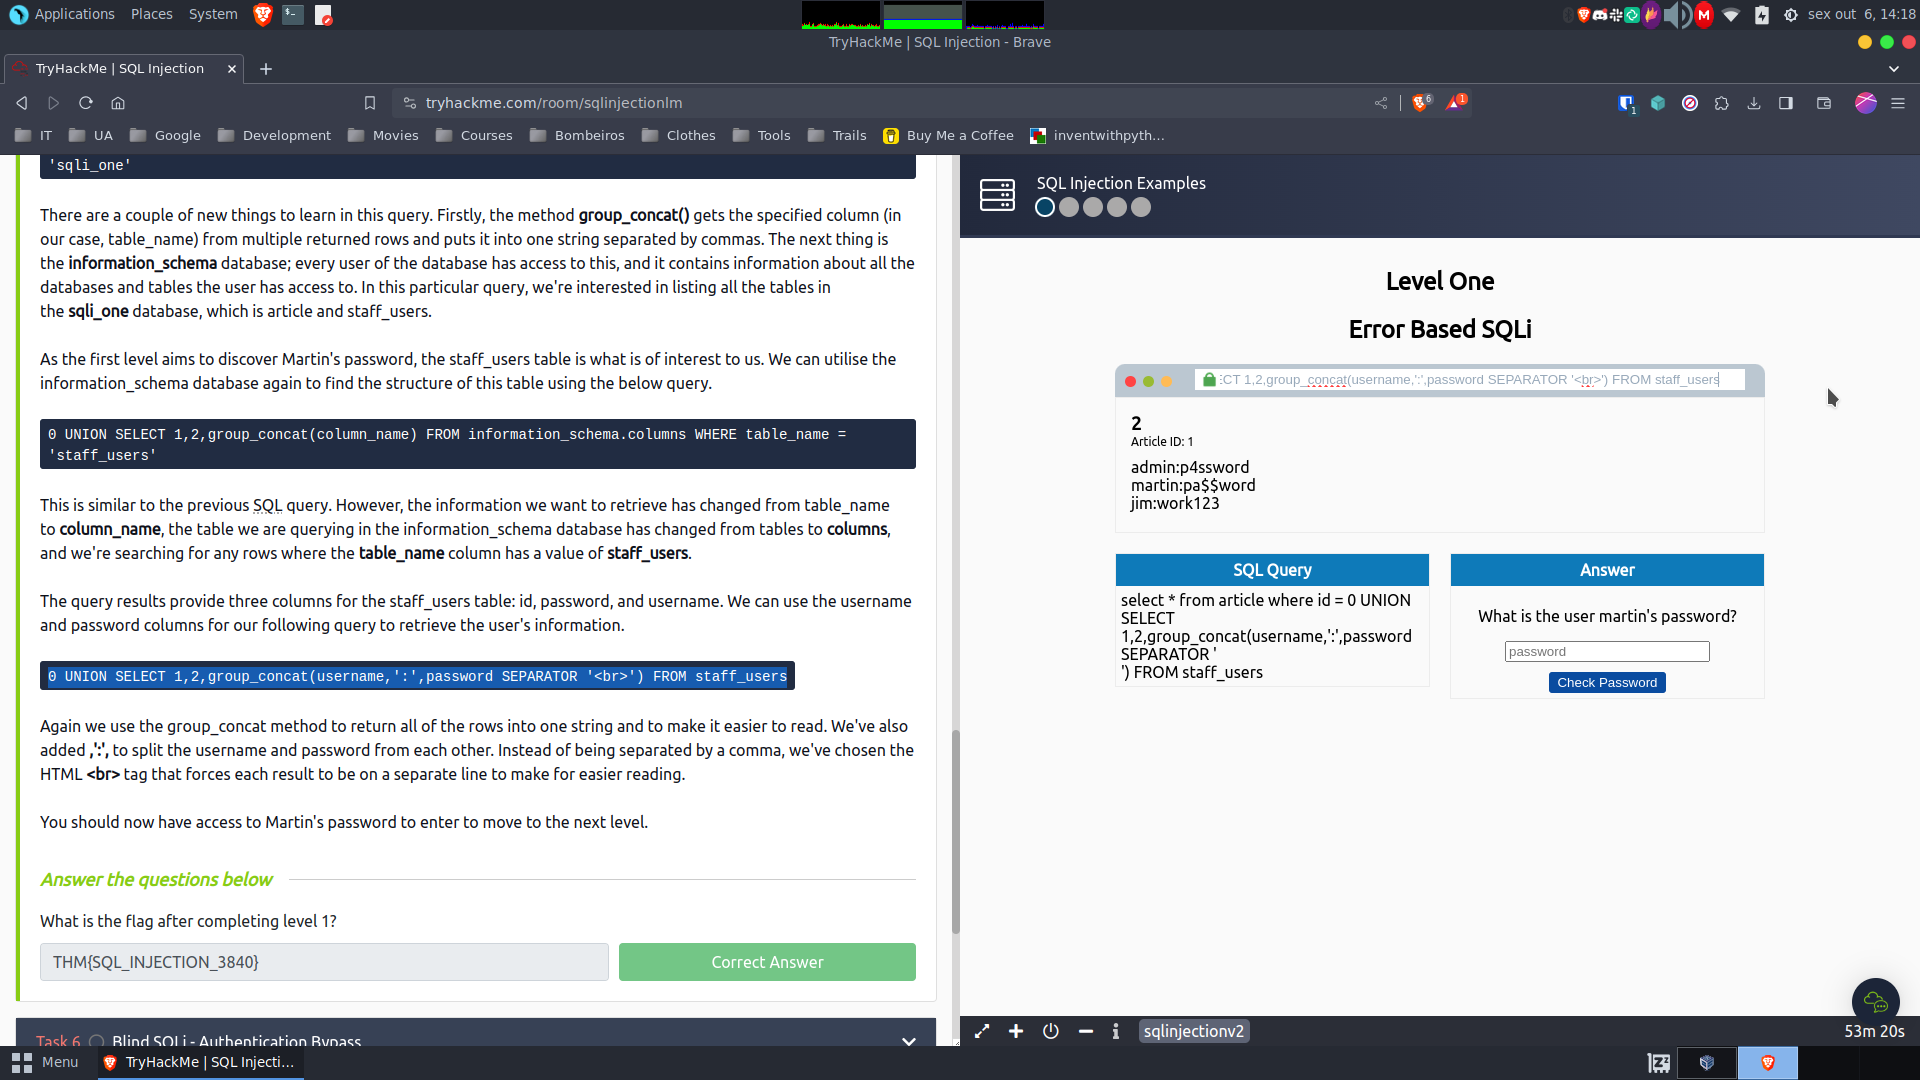 Applications Places System
sex out 6, 14:18
TryHackMe | SQL Injection - Brave
TryHackMe | SQL Injection
tryhackme.com/room/sqlinjectionlm
6
1
1
IT UA Google Development Movies Courses Bombeiros Clothes Tools Trails Buy Me a Coffee inventwithpyth...
'sqli_one'
There are a couple of new things to learn in this query. Firstly, the method group_concat() gets the specified column (in
our case, table_name) from multiple returned rows and puts it into one string separated by commas. The next thing is
the information_schema database; every user of the database has access to this, and it contains information about all the
databases and tables the user has access to. In this particular query, we're interested in listing all the tables in
the sqli_one database, which is article and staff_users.
As the first level aims to discover Martin's password, the staff_users table is what is of interest to us. We can utilise the
information_schema database again to find the structure of this table using the below query.
0 UNION SELECT 1,2,group_concat(column_name) FROM information_schema.columns WHERE table_name =
'staff_users'
This is similar to the previous SQL query. However, the information we want to retrieve has changed from table_name
to column_name, the table we are querying in the information_schema database has changed from tables to columns,
and we're searching for any rows where the table_name column has a value of staff_users.
The query results provide three columns for the staff_users table: id, password, and username. We can use the username
and password columns for our following query to retrieve the user's information.
0 UNION SELECT 1,2,group_concat(username,':',password SEPARATOR '<br>') FROM staff_users
Again we use the group_concat method to return all of the rows into one string and to make it easier to read. We've also
added ,':', to split the username and password from each other. Instead of being separated by a comma, we've chosen the
HTML <br> tag that forces each result to be on a separate line to make for easier reading.
You should now have access to Martin's password to enter to move to the next level.
Answer the questions below
What is the flag after completing level 1?
THM{SQL_INJECTION_3840}
Correct Answer
Task 6 Blind SQLi - Authentication Bypass
SQL Injection Examples
Level One
Error Based SQLi
ECT 1,2,group_concat(username,':',password SEPARATOR '<br>') FROM staff_users
2
Article ID: 1
admin:p4ssword
martin:pa$$word
jim:work123
SQL Query
select * from article where id = 0 UNION
SELECT
1,2,group_concat(username,':',password
SEPARATOR '
') FROM staff_users
Answer
What is the user martin's password?
password
Check Password
sqlinjectionv2
53m 20s
Menu
TryHackMe | SQL Injecti...